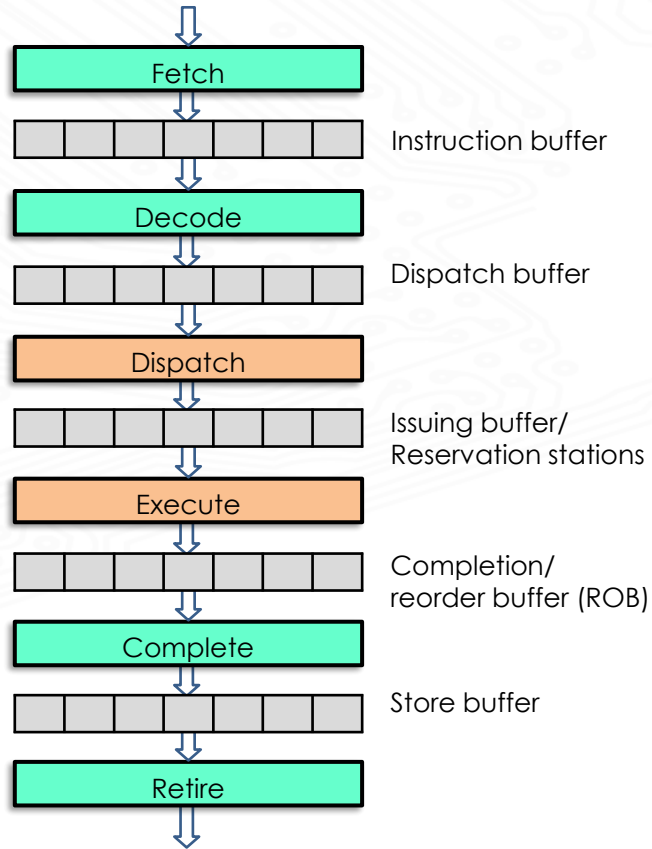 Fetch
Instruction buffer
Decode
Dispatch buffer
Dispatch
Issuing buffer/
Reservation stations
Execute
Completion/
reorder buffer (ROB)
Complete
Store buffer
Retire